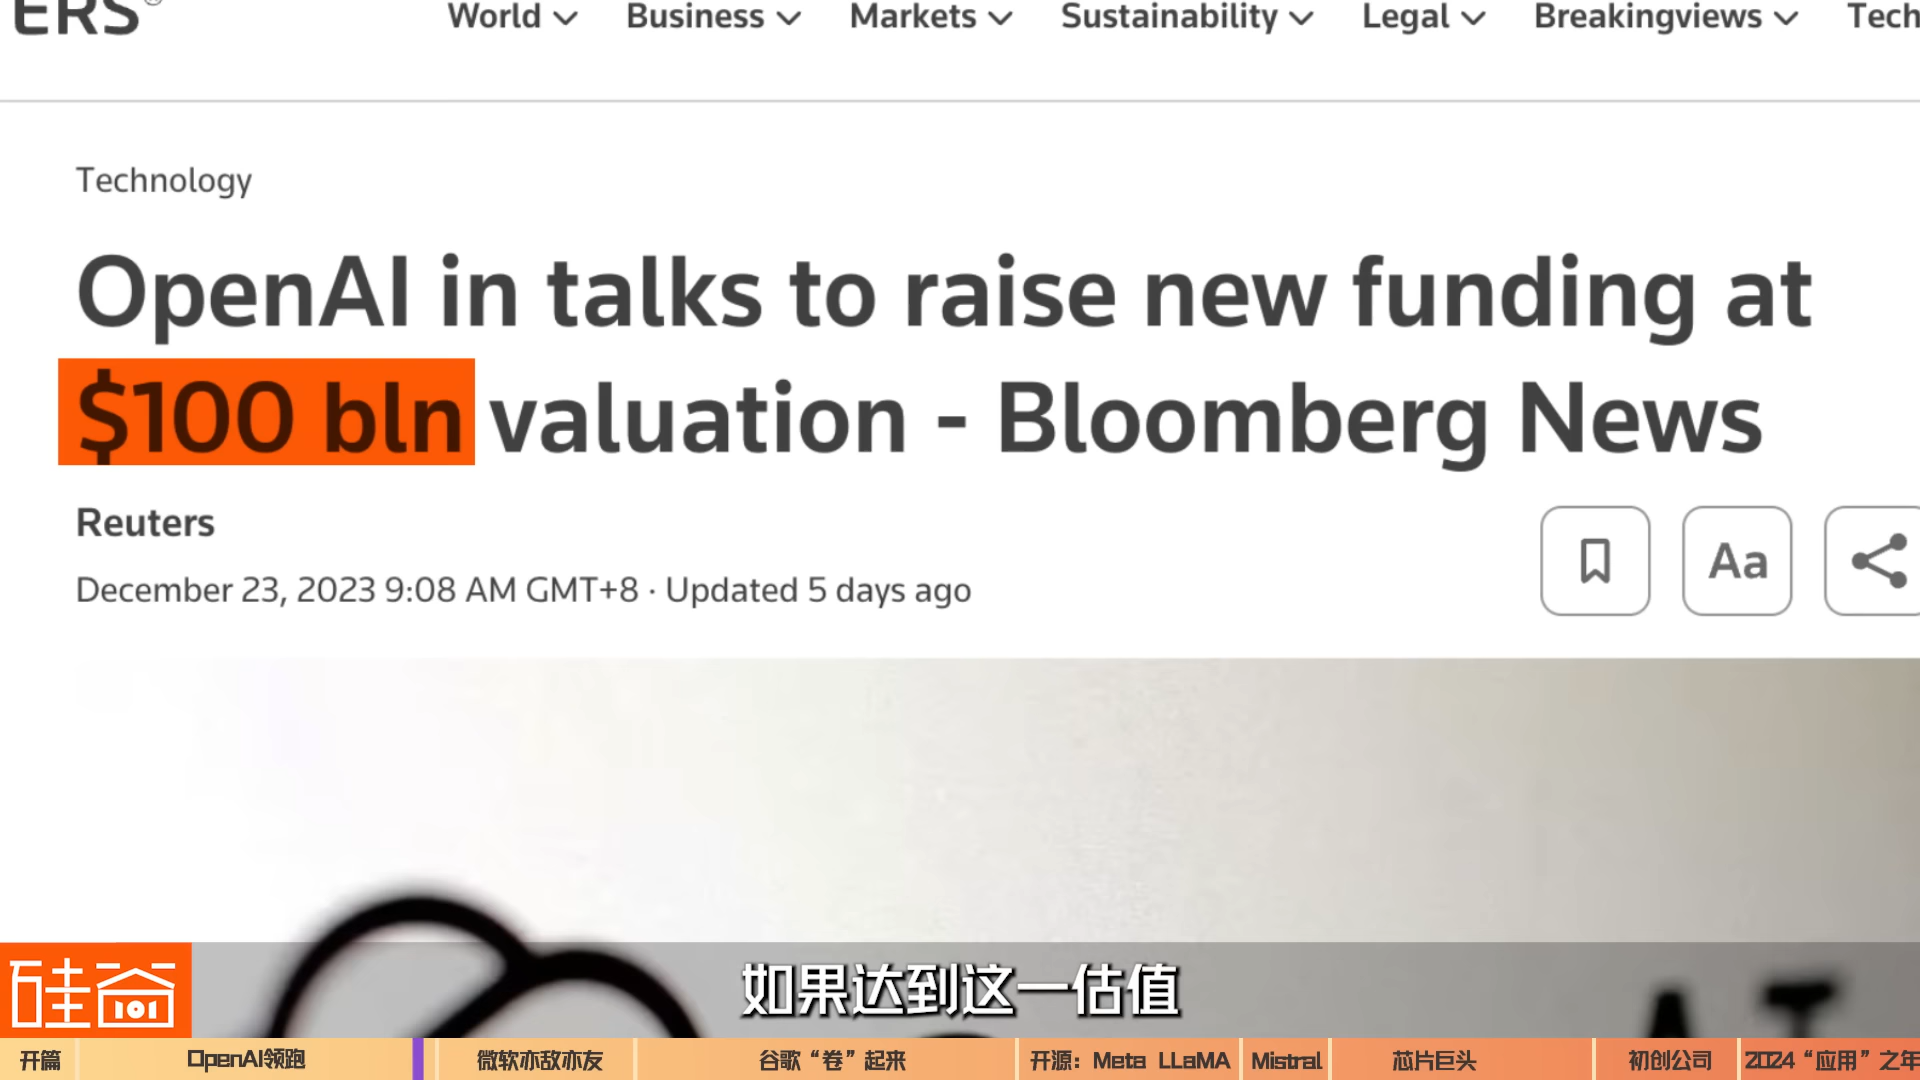 ERS®
World Business Markets Sustainability Legal Breakingviews Tech
Technology
OpenAI in talks to raise new funding at
$100 bln valuation - Bloomberg News
Reuters
December 23, 2023 9:08 AM GMT+8 · Updated 5 days ago
Aa
AI
硅谷101
如果达到这一估值
开篇 OpenAI领跑 微软亦敌亦友 谷歌“卷”起来 开源：Meta LLaMA Mistral 芯片巨头 初创公司 2024“应用”之年